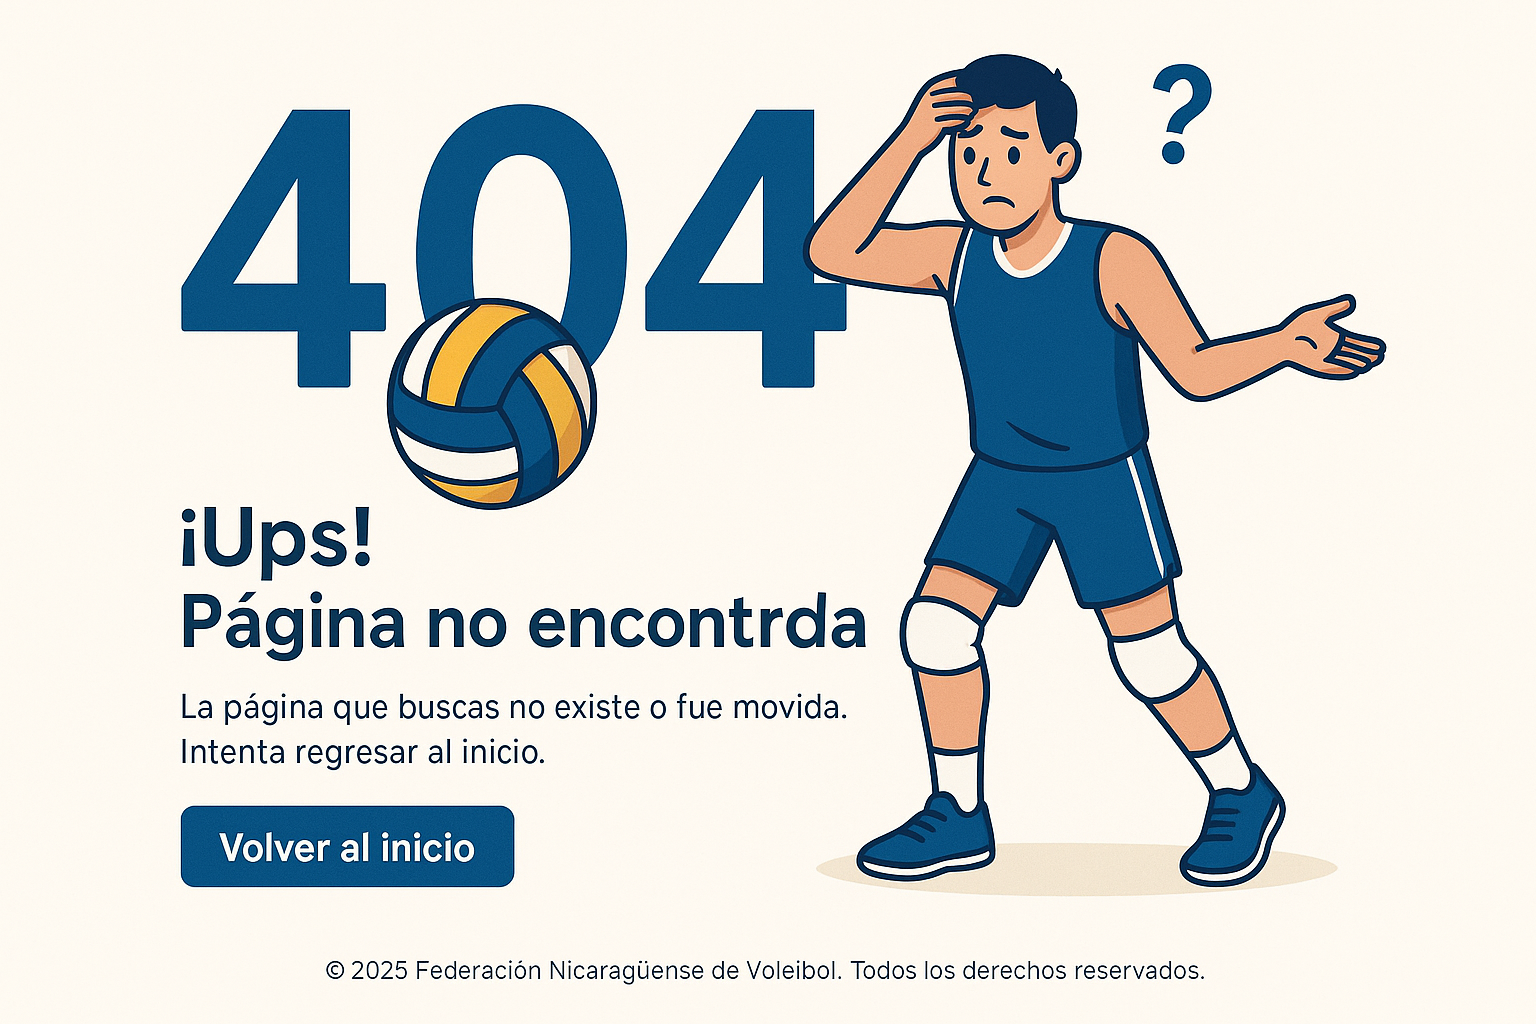 404
?
¡Ups!
Página no encontrda
La página que buscas no existe o fue movida.
Intenta regresar al inicio.
Volver al inicio
© 2025 Federación Nicaragüense de Voleibol. Todos los derechos reservados.